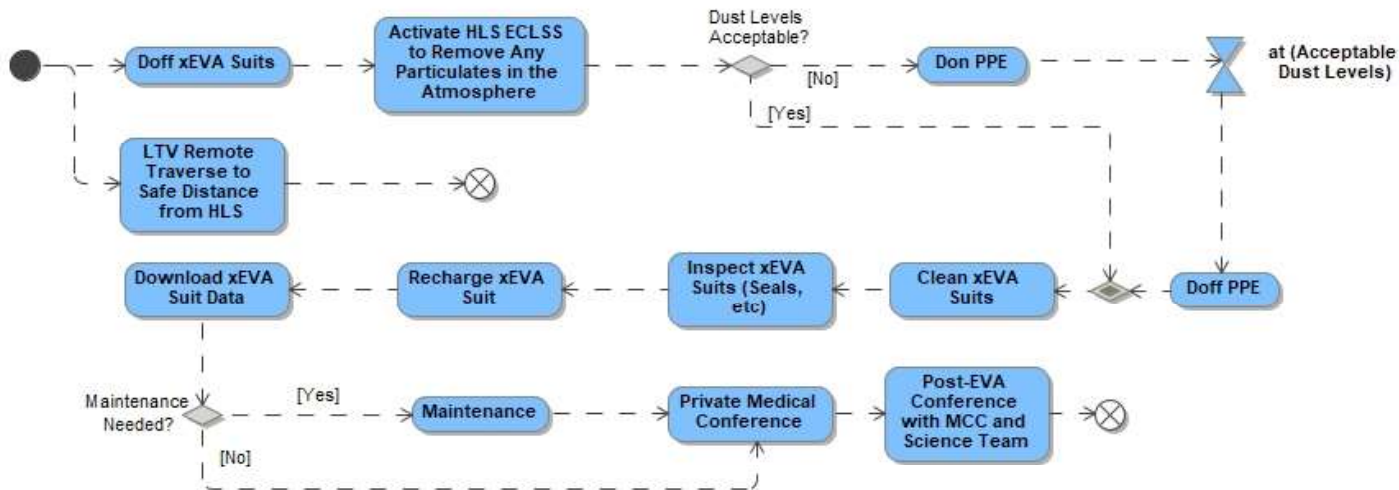 Doff xEVA Suits
Activate HLS ECLSS
to Remove Any
Particulates in the
Atmosphere
Dust Levels
Acceptable?
[No]
[Yes]
Don PPE
at (Acceptable
Dust Levels)
LTV Remote
Traverse to
Safe Distance
from HLS
Download xEVA
Suit Data
Recharge xEVA
Suit
Inspect xEVA
Suits (Seals,
etc)
Clean xEVA
Suits
Doff PPE
Maintenance
Needed?
[Yes]
[No]
Maintenance
Private Medical
Conference
Post-EVA
Conference
with MCC and
Science Team